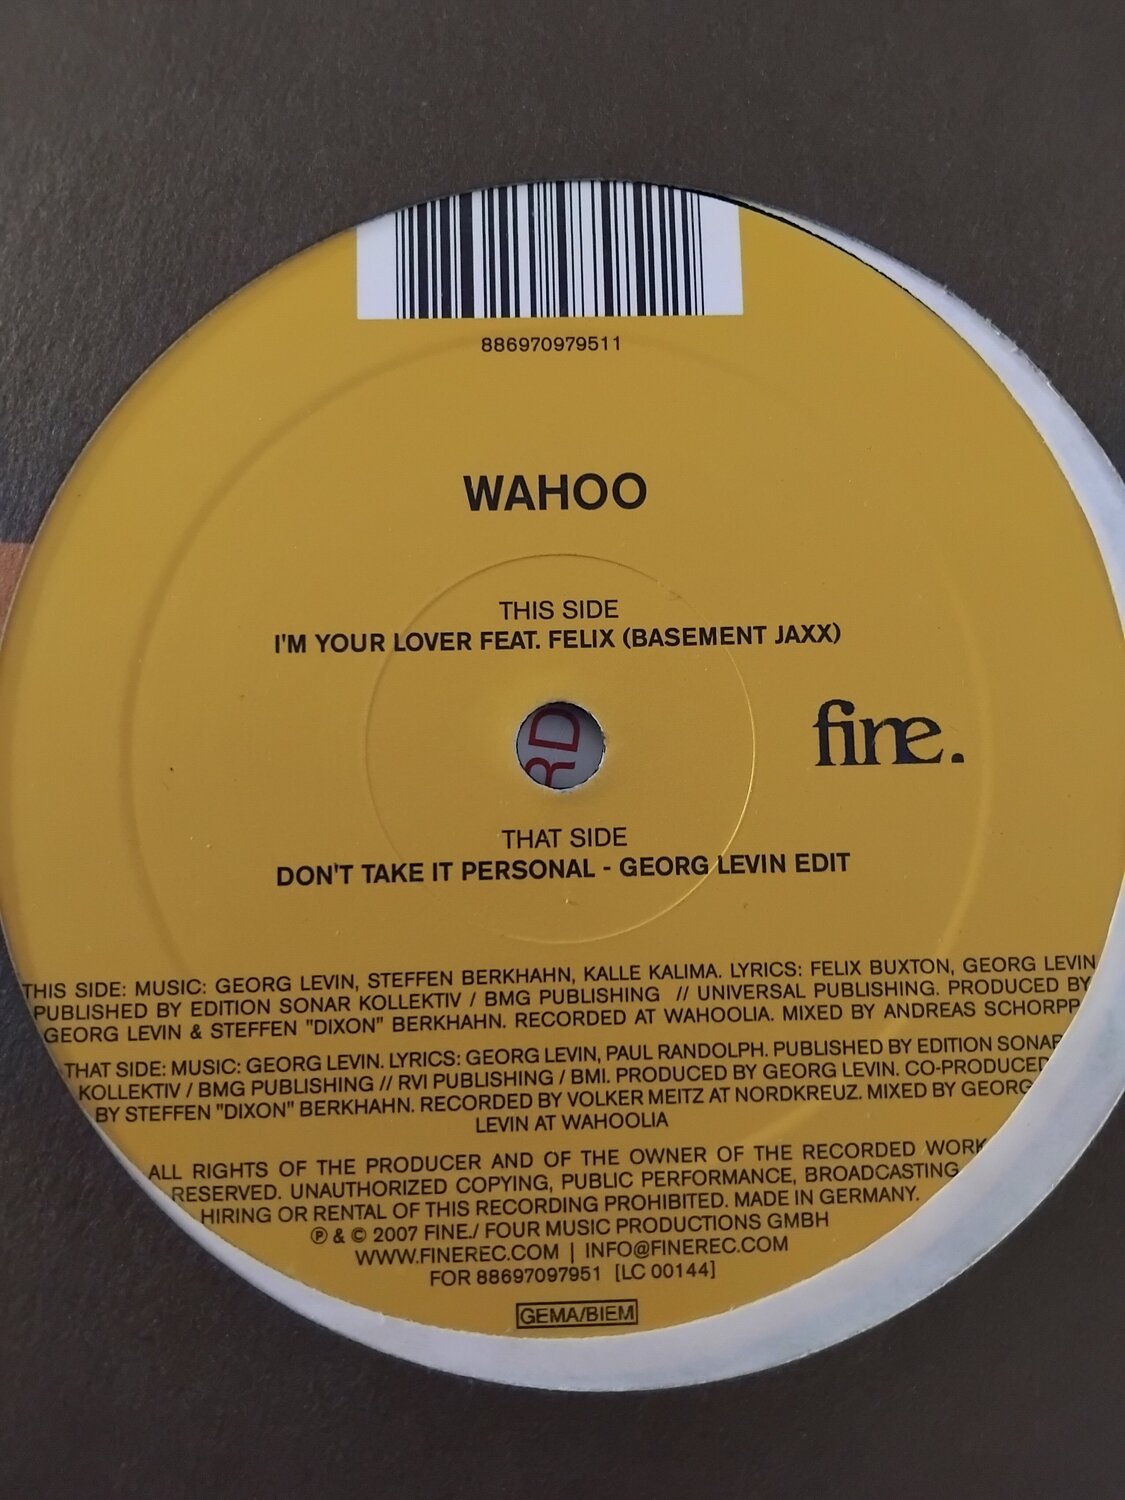 886970979511
WAHOO
THIS SIDE
I'M YOUR LOVER FEAT. FELIX (BASEMENT JAXX)
fine.
RD
THAT SIDE
DON'T TAKE IT PERSONAL - GEORG LEVIN EDIT
THIS SIDE: MUSIC: GEORG LEVIN, STEFFEN BERKHAHN, KALLE KALIMA. LYRICS: FELIX BUXTON, GEORG LEVIN
PUBLISHED BY EDITION SONAR KOLLEKTIV / BMG PUBLISHING // UNIVERSAL PUBLISHING. PRODUCED BY
GEORG LEVIN & STEFFEN "DIXON" BERKHAHN. RECORDED AT WAHOOLIA. MIXED BY ANDREAS SCHORPP
THAT SIDE: MUSIC: GEORG LEVIN. LYRICS: GEORG LEVIN, PAUL RANDOLPH. PUBLISHED BY EDITION SONAR
KOLLEKTIV / BMG PUBLISHING // RVI PUBLISHING / BMI. PRODUCED BY GEORG LEVIN. CO-PRODUCED
BY STEFFEN "DIXON" BERKHAHN. RECORDED BY VOLKER MEITZ AT NORDKREUZ. MIXED BY GEORG
LEVIN AT WAHOOLIA
ALL RIGHTS OF THE PRODUCER AND OF THE OWNER OF THE RECORDED WORK
RESERVED. UNAUTHORIZED COPYING, PUBLIC PERFORMANCE, BROADCASTING
HIRING OR RENTAL OF THIS RECORDING PROHIBITED. MADE IN GERMANY.
℗ & © 2007 FINE./ FOUR MUSIC PRODUCTIONS GMBH
WWW.FINEREC.COM | INFO@FINEREC.COM
FOR 88697097951 [LC 00144]
GEMA/BIEM